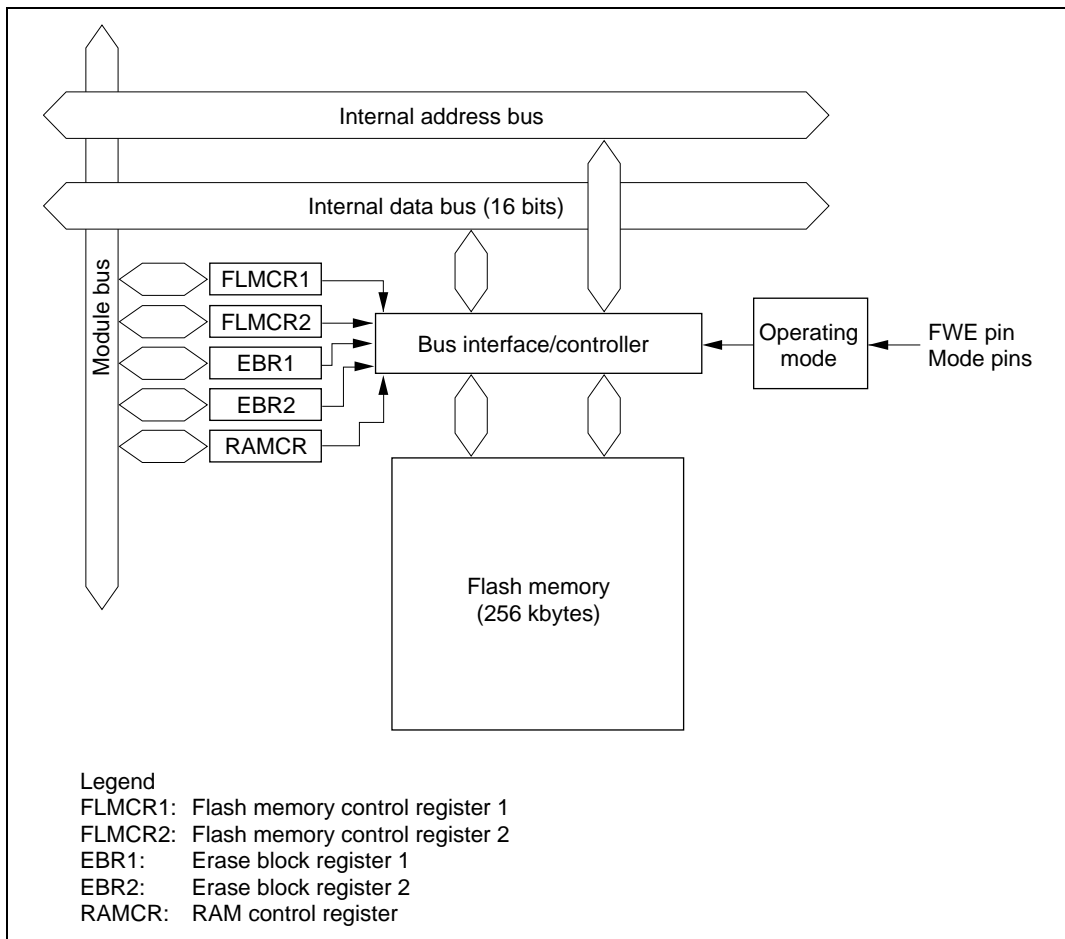 Internal address bus
Internal data bus (16 bits)
Module bus
FLMCR1
FLMCR2
EBR1
EBR2
RAMCR
Bus interface/controller
Operating
mode
FWE pin
Mode pins
Flash memory
(256 kbytes)
Legend
FLMCR1: Flash memory control register 1
FLMCR2: Flash memory control register 2
EBR1: Erase block register 1
EBR2: Erase block register 2
RAMCR: RAM control register